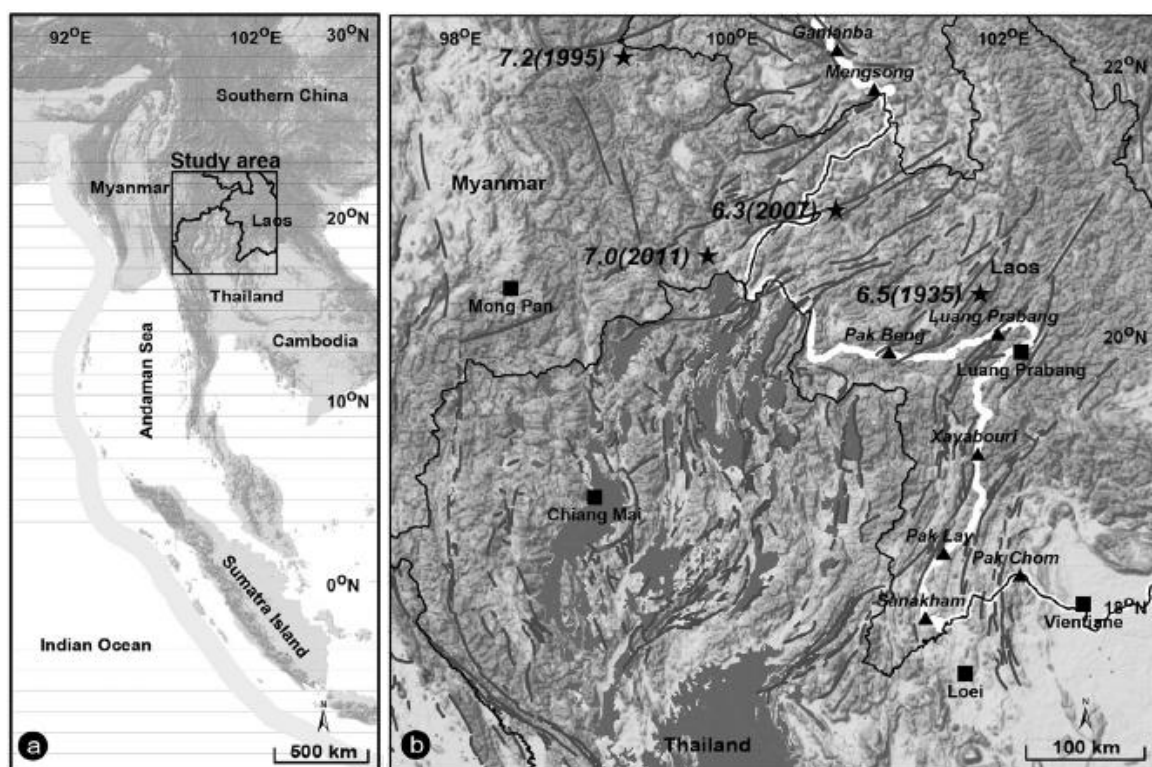 92°E
102°E
30°N
Southern China
Study area
Myanmar
Laos
20°N
Thailand
Cambodia
Andaman Sea
10°N
Sumatra Island
0°N
Indian Ocean
N
a
500 km
98°E
100°E
102°E
Ganlanba
7.2(1995)
22°N
Mengsong
Myanmar
6.3(2007)
7.0(2011)
Laos
6.5(1935)
Mong Pan
Luang Prabang
Pak Beng
20°N
Luang Prabang
Xayabouri
Chiang Mai
Pak Lay
Pak Chom
Sanakham
18°N
Vientiane
Loei
N
Thailand
b
100 km